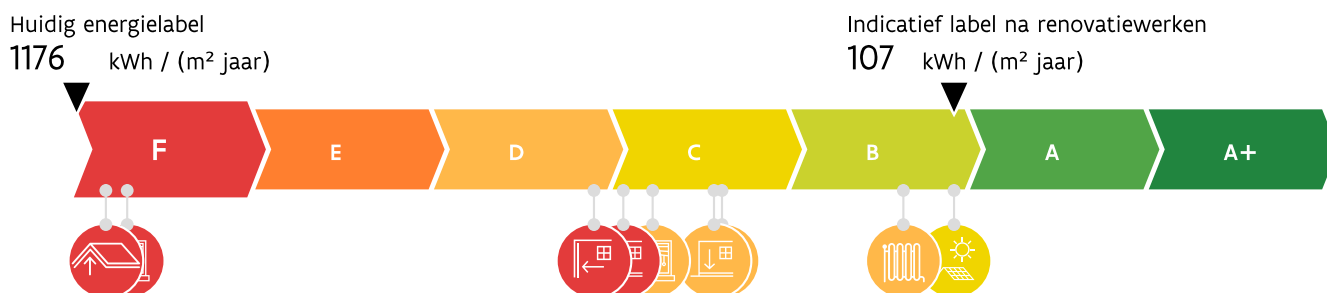 Huidig energielabel
1176 kWh / (m² jaar)
Indicatief label na renovatiewerken
107 kWh / (m² jaar)
F E D C B A A+